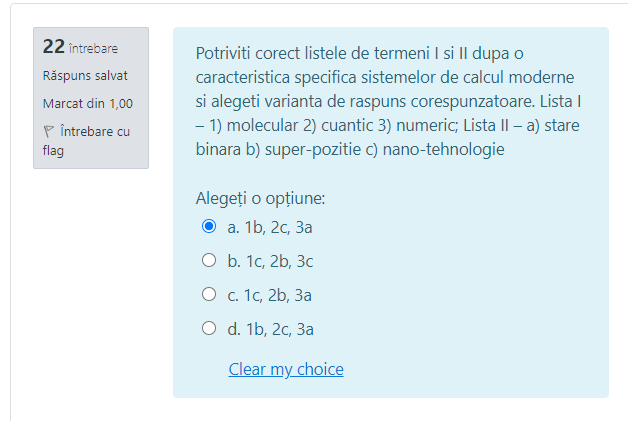 22 întrebare
Răspuns salvat
Marcat din 1,00
Întrebare cu
flag
Potriviti corect listele de termeni I si II dupa o
caracteristica specifica sistemelor de calcul moderne
si alegeti varianta de raspuns corespunzatoare. Lista I
– 1) molecular 2) cuantic 3) numeric; Lista II – a) stare
binara b) super-pozitie c) nano-tehnologie
Alegeți o opțiune:
a. 1b, 2c, 3a
b. 1c, 2b, 3c
c. 1c, 2b, 3a
d. 1b, 2c, 3a
Clear my choice